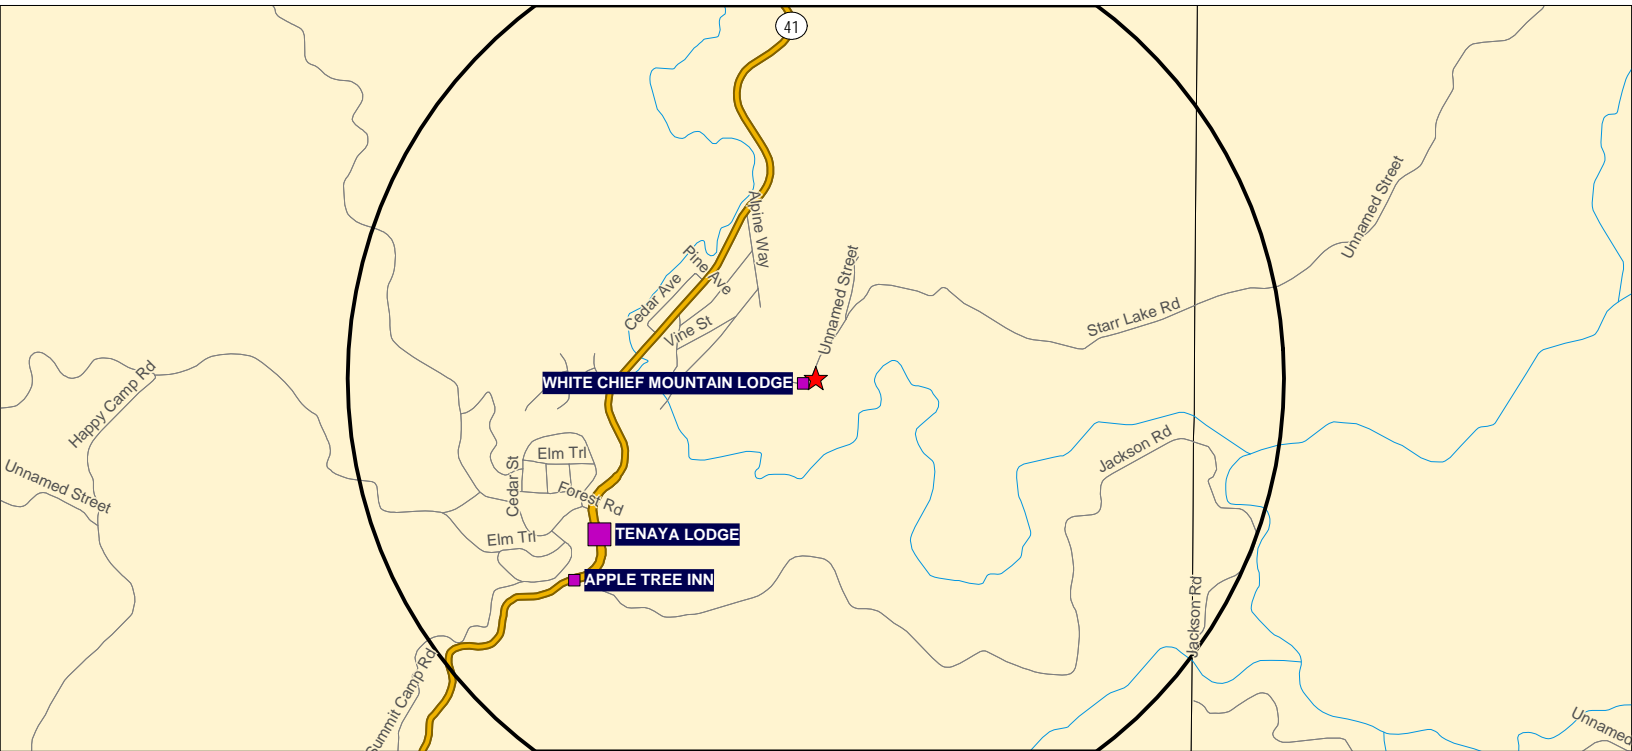 41
Alpine Way
Pine Ave
Cedar Ave
Vine St
Unnamed Street
Unnamed Street
Starr Lake Rd
WHITE CHIEF MOUNTAIN LODGE
Happy Camp Rd
Unnamed Street
Elm Trl
Cedar St
Forest Rd
Jackson Rd
Elm Trl
TENAYA LODGE
APPLE TREE INN
Jackson Rd
Summit Camp Rd
Unnamed